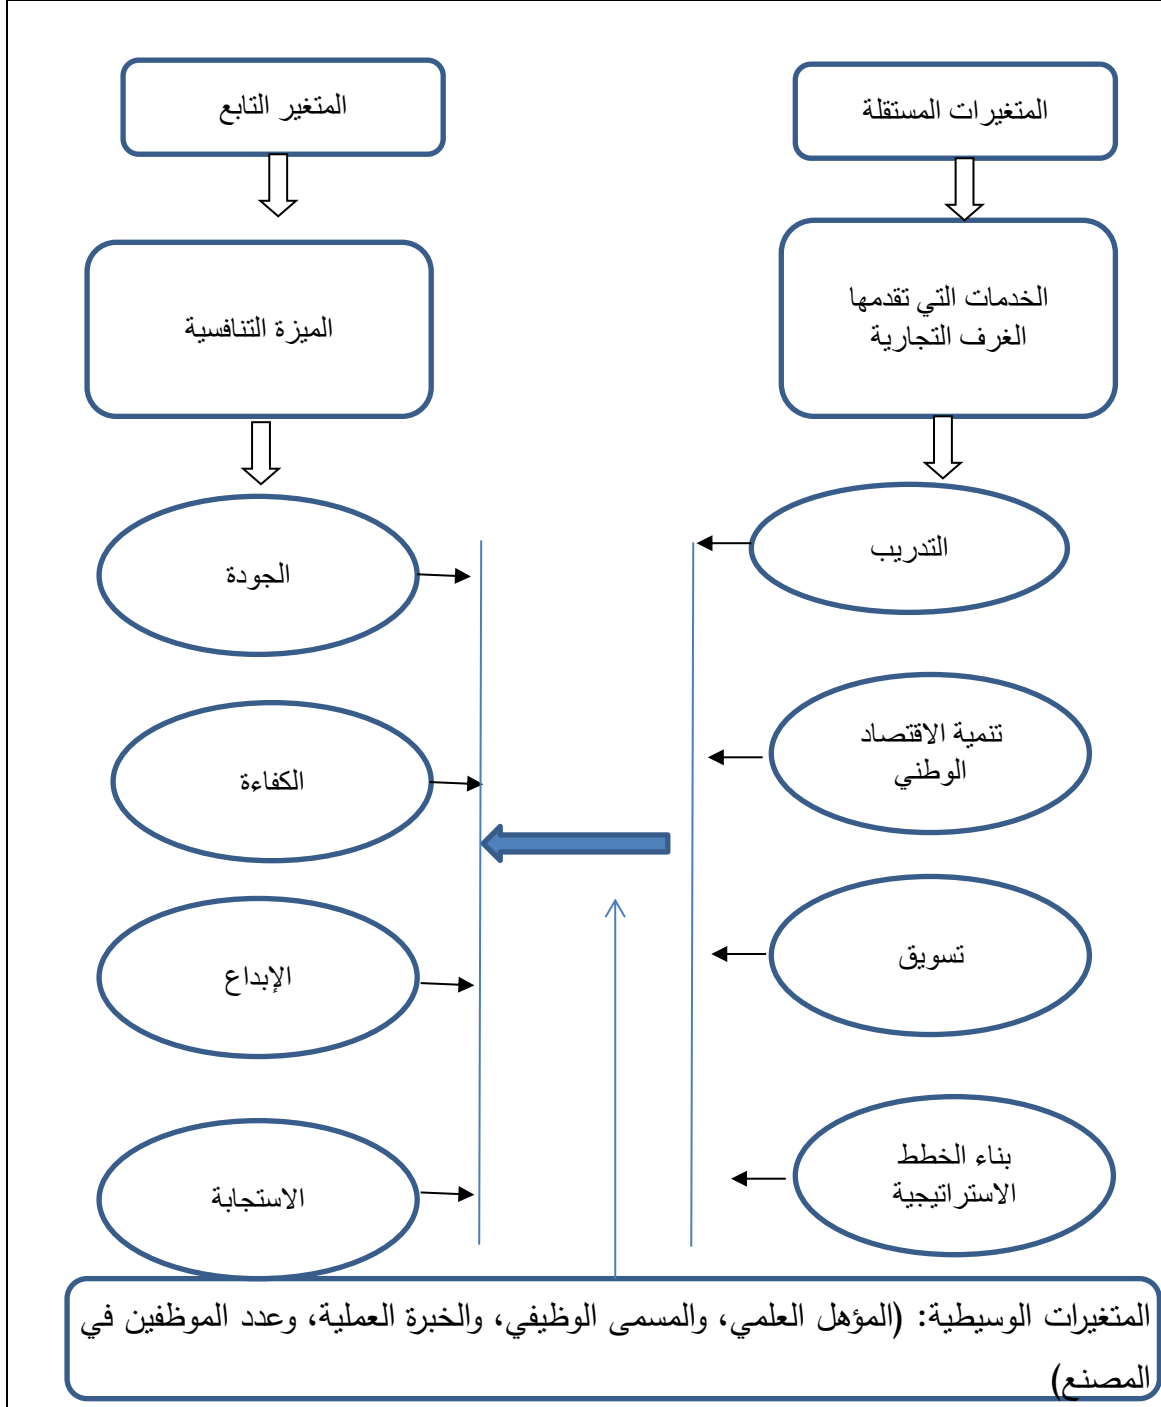 المتغيرات المستقلة
المتغير التابع
الخدمات التي تقدمها
الغرف التجارية
الميزة التنافسية
التدريب
الجودة
تنمية الاقتصاد
الوطني
الكفاءة
تسويق
الإبداع
بناء الخطط
الاستراتيجية
الاستجابة
المتغيرات الوسيطية: (المؤهل العلمي، والمسمى الوظيفي، والخبرة العملية، وعدد الموظفين في
المصنع)